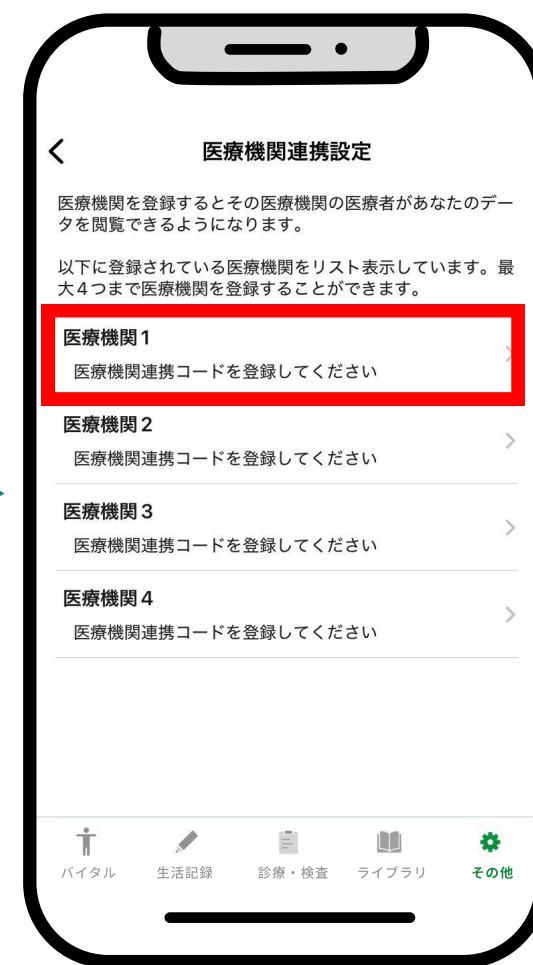 医療機関連携設定
医療機関を登録するとその医療機関の医療者があなたのデー
タを閲覧できるようになります。
以下に登録されている医療機関をリスト表示しています。最
大4つまで医療機関を登録することができます。
医療機関1
医療機関連携コードを登録してください
医療機関2
医療機関連携コードを登録してください
医療機関3
医療機関連携コードを登録してください
医療機関4
医療機関連携コードを登録してください
バイタル 生活記録 診療・検査 ライブラリ その他